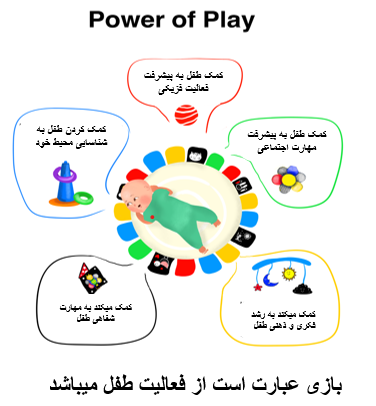 Power of Play
کمک طفل به پیشرفت
فعالیت فزیکی
کمک کردن طفل به
شناسایی محیط خود
کمک طفل به پیشرفت
مهارت اجتماعی
کمک میکند به مهارت
شفاهی طفل
کمک میکند به رشد
فکری و ذهنی طفل
بازی عبارت است از فعالیت طفل میباشد